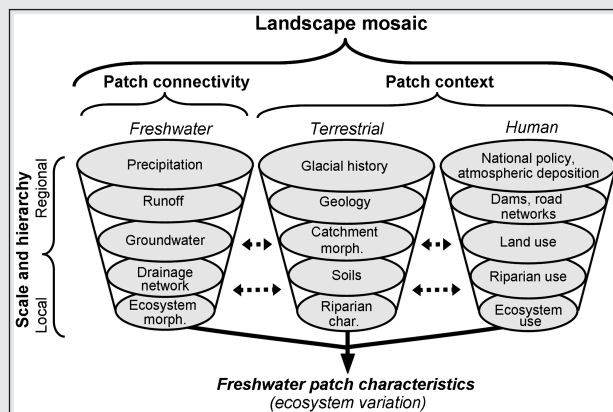 Landscape mosaic
Patch connectivity
Patch context
Freshwater
Terrestrial
Human
Scale and hierarchy
Regional
Local
Precipitation
Runoff
Groundwater
Drainage
network
Ecosystem
morph.
Glacial history
Geology
Catchment
morph.
Soils
Riparian
char.
National policy,
atmospheric deposition
Dams, road
networks
Land use
Riparian use
Ecosystem
use
Freshwater patch characteristics
(ecosystem variation)